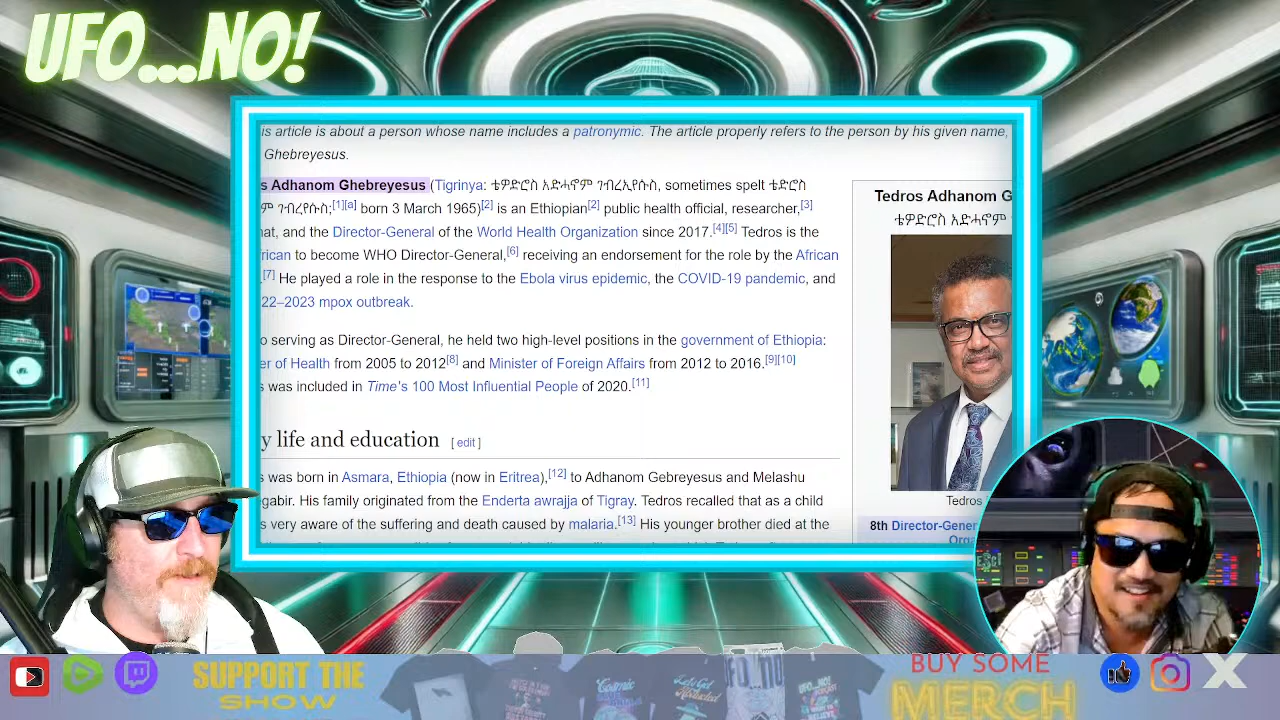 UFO...NO!
is article is about a person whose name includes a patronymic. The article properly refers to the person by his given name,
Ghebreyesus.
s Adhanom Ghebreyesus (Tigrinya: ቴዎድሮስ አድሓኖም ገብረኢየሱስ, sometimes spelt ቴድሮስ
ም ገብረየሱስ;[1][a] born 3 March 1965)[2] is an Ethiopian[2] public health official, researcher,[3]
at, and the Director-General of the World Health Organization since 2017.[4][5] Tedros is the
rican to become WHO Director-General,[6] receiving an endorsement for the role by the African
.[7] He played a role in the response to the Ebola virus epidemic, the COVID-19 pandemic, and
22–2023 mpox outbreak.
o serving as Director-General, he held two high-level positions in the government of Ethiopia:
er of Health from 2005 to 2012[8] and Minister of Foreign Affairs from 2012 to 2016.[9][10]
s was included in Time's 100 Most Influential People of 2020.[11]
y life and education [edit]
s was born in Asmara, Ethiopia (now in Eritrea),[12] to Adhanom Gebreyesus and Melashu
gabir. His family originated from the Enderta awrajja of Tigray. Tedros recalled that as a child
s very aware of the suffering and death caused by malaria.[13] His younger brother died at the
Tedros Adhanom G
ቴዎድሮስ አድሓኖም
Tedros
8th Director-Gener
SUPPORT THE
SHOW
Cosmic
UFO...NO
BUY SOME
MERCH
X